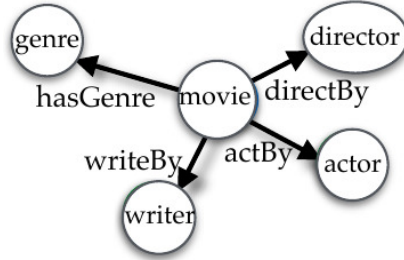 genre
director
hasGenre
movie
directBy
writeBy
actBy
actor
writer